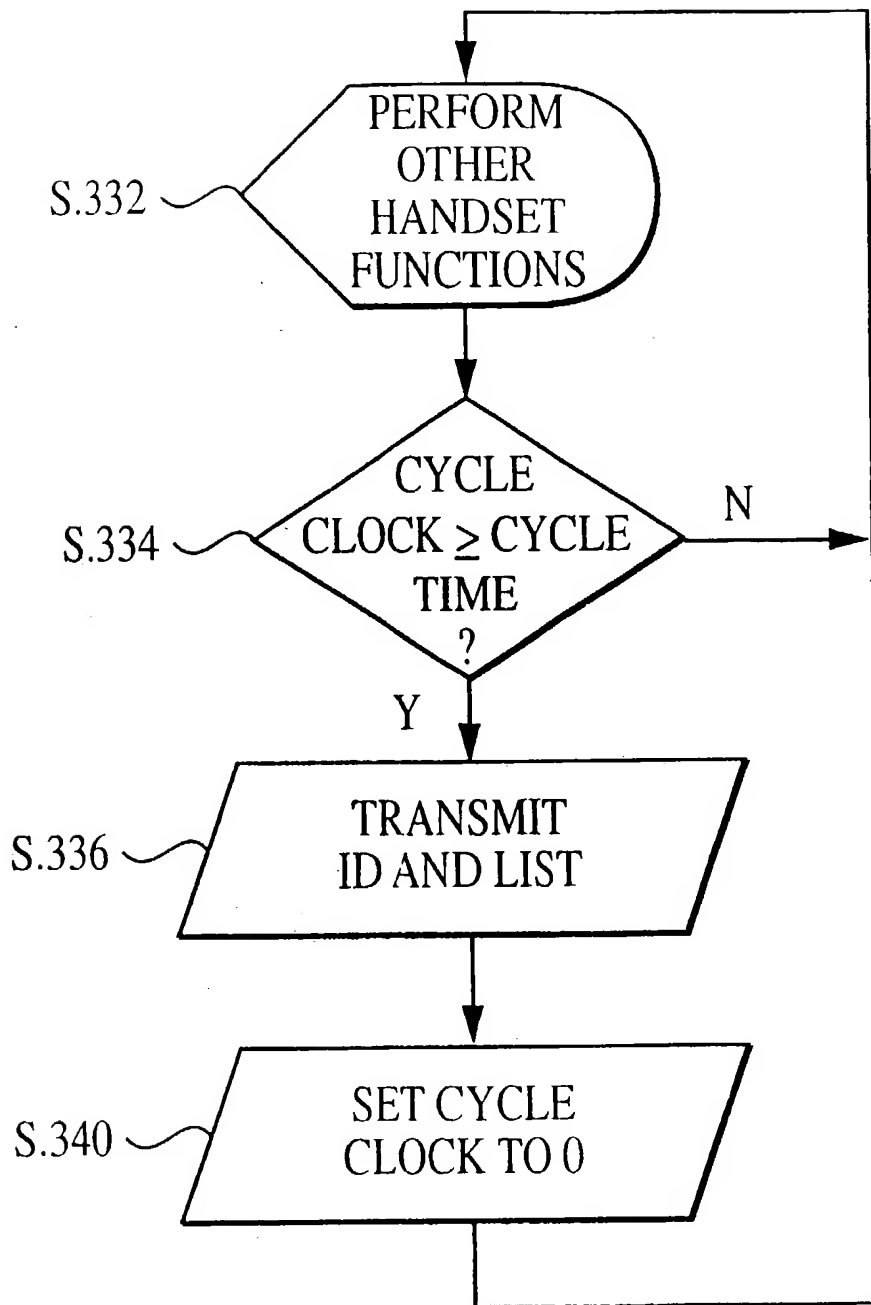 PERFORM
OTHER
HANDSET
FUNCTIONS
S.332
CYCLE
CLOCK ≥ CYCLE
TIME
?
S.334
N
Y
TRANSMIT
ID AND LIST
S.336
SET CYCLE
CLOCK TO 0
S.340